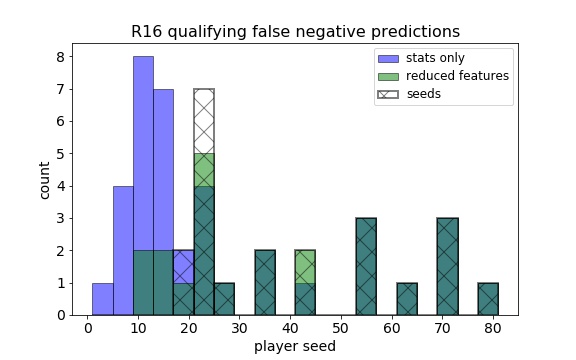 R16 qualifying false negative predictions
stats only
reduced features
seeds
8
7
6
5
4
3
2
1
0
count
0 10 20 30 40 50 60 70 80
player seed